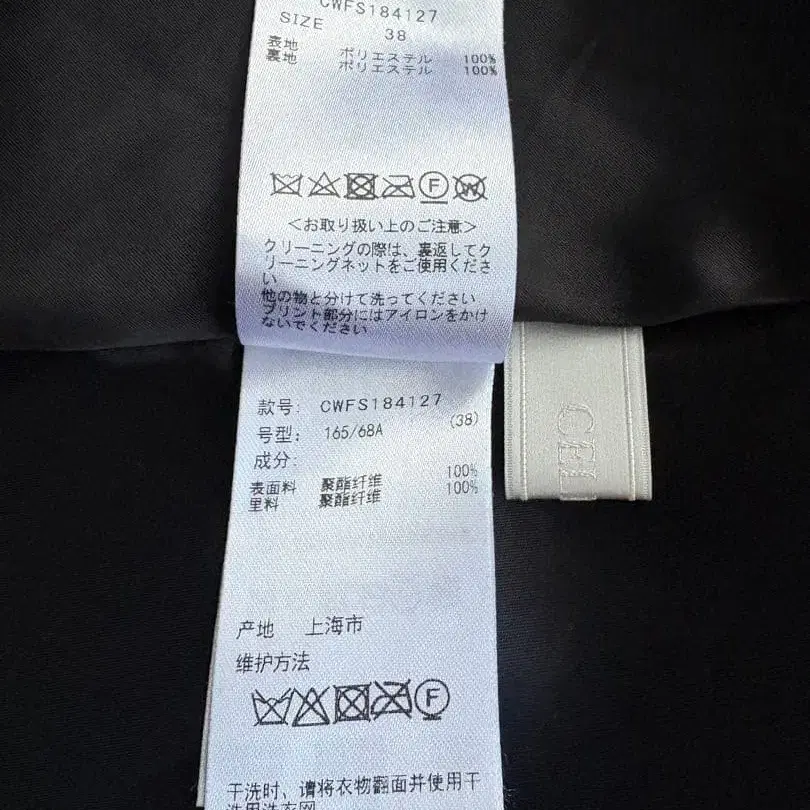 CWFS184127
SIZE 38
表地 ポリエステル 100%
裏地 ポリエステル 100%
F W
<お取り扱い上のご注意>
クリーニングの際は、裏返してク
リーニングネットをご使用くださ
い
他の物と分けて洗ってください
プリント部分にはアイロンをかけ
ないでください
款号: CWFS184127
号型: 165/68A (38)
成分:
表面料 聚酯纤维 100%
里料 聚酯纤维 100%
产地 上海市
维护方法
F
干洗时、请将衣物翻面并使用干
洗用洗衣网
CEL